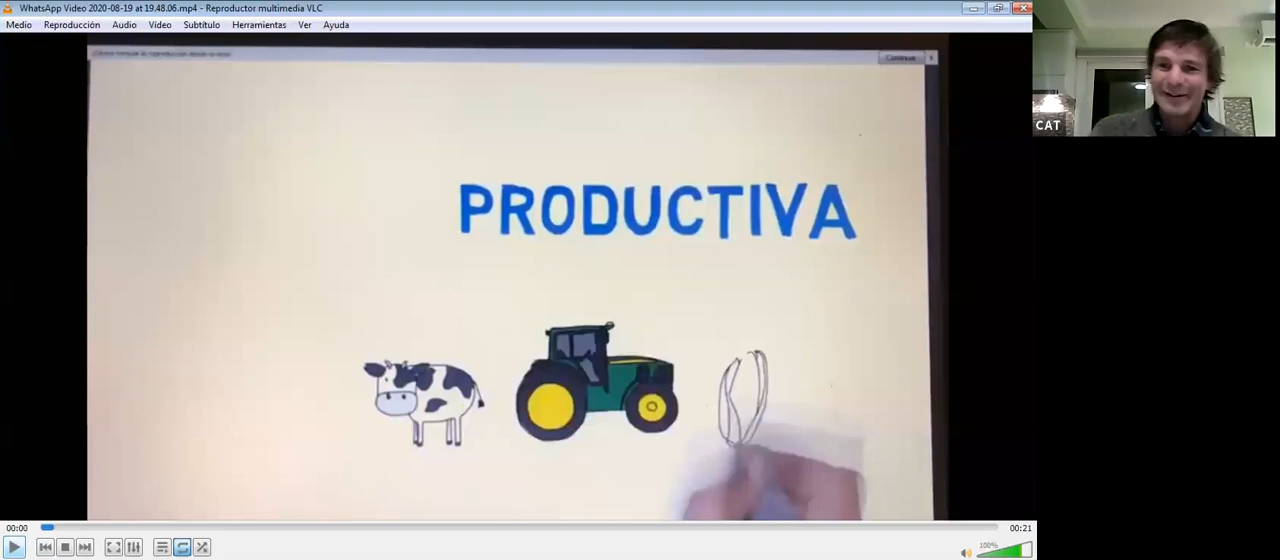 WhatsApp Video 2020-08-19 at 19.48.06.mp4 - Reproductor multimedia VLC
Medio Reproducción Audio Vídeo Subtítulo Herramientas Ver Ayuda
Continuar
CAT
PRODUCTIVA
00:00
00:21
100%